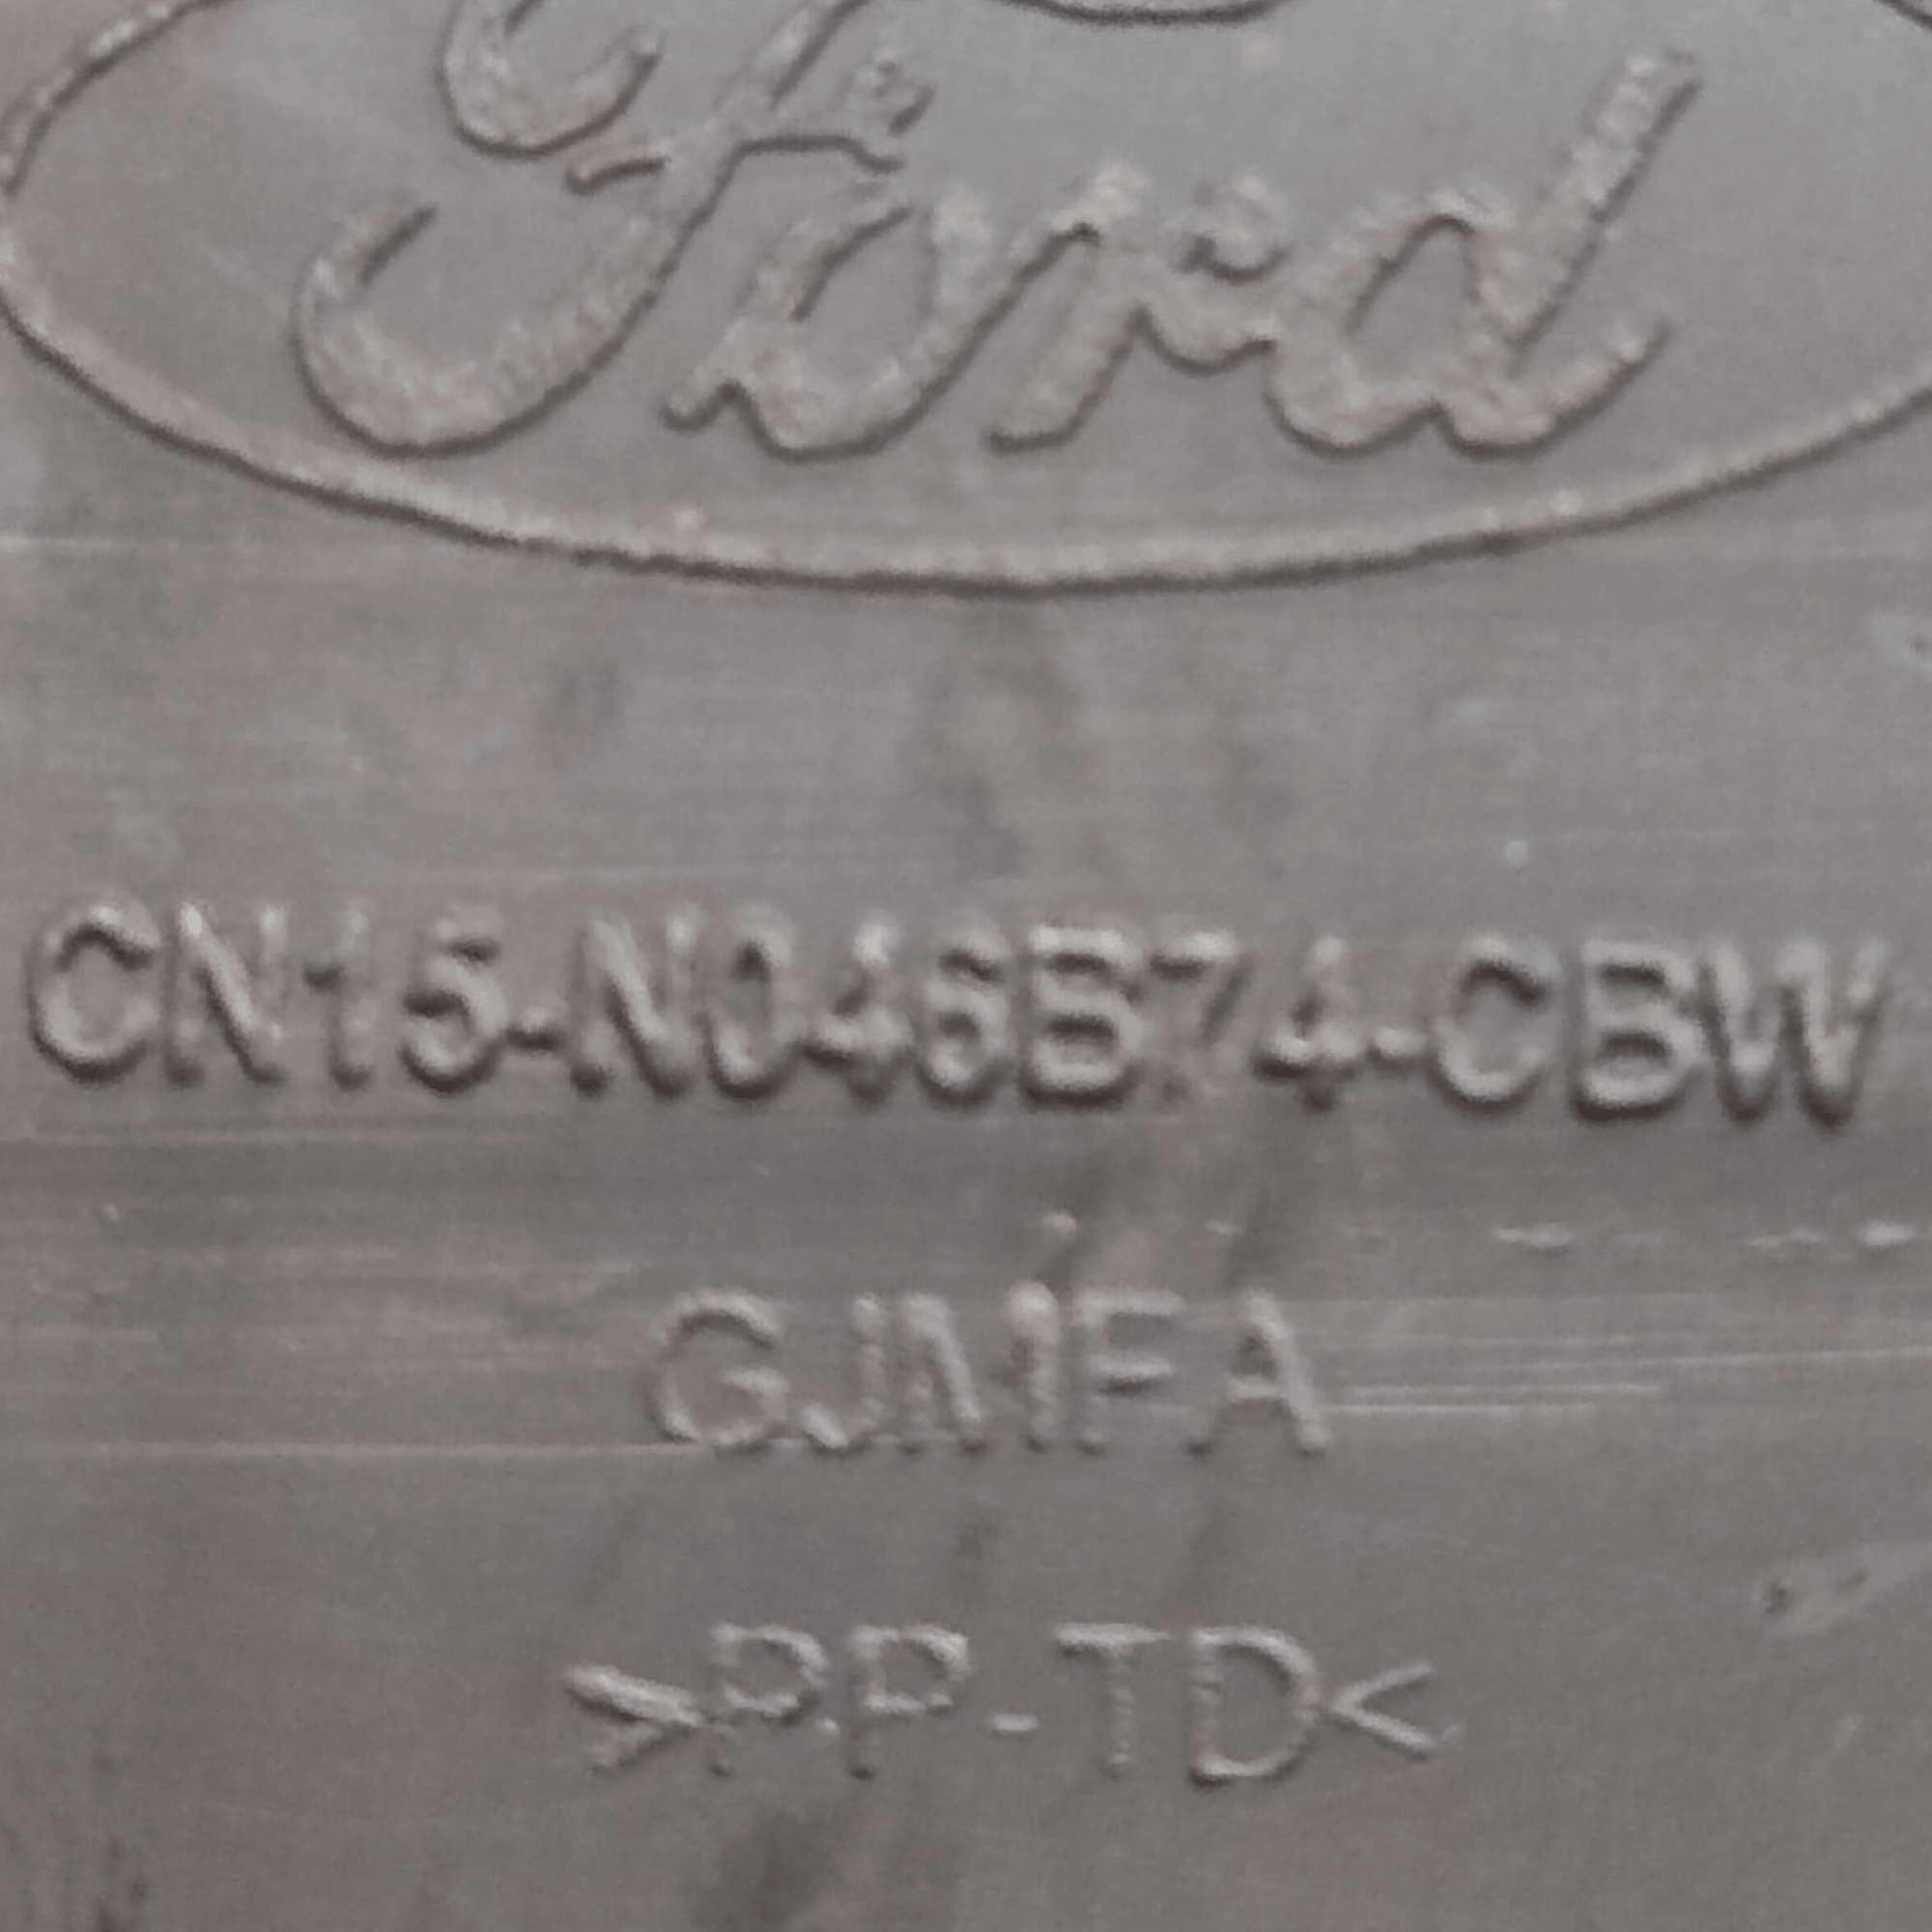 Ford
CN15-N046B74-CBW
GJMFA
>PP-TD<